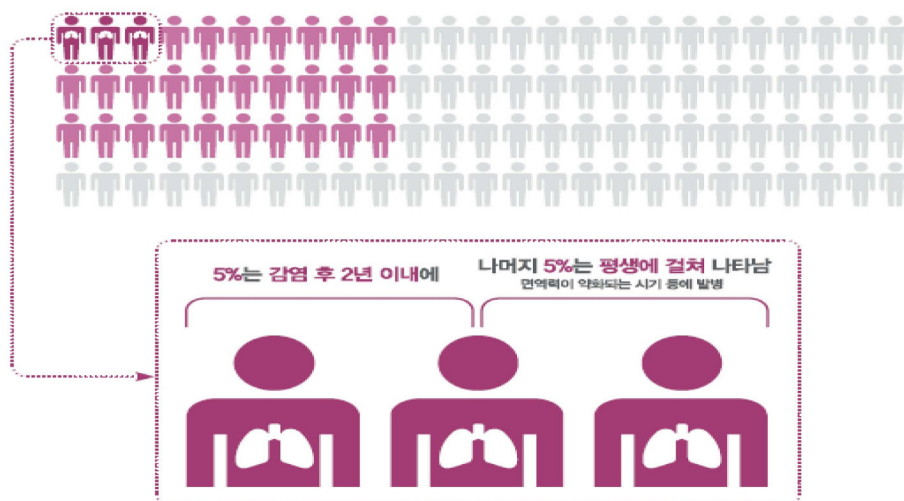 5%는 감염 후 2년 이내에
나머지 5%는 평생에 걸쳐 나타남
면역력이 약화되는 시기 등에 발병